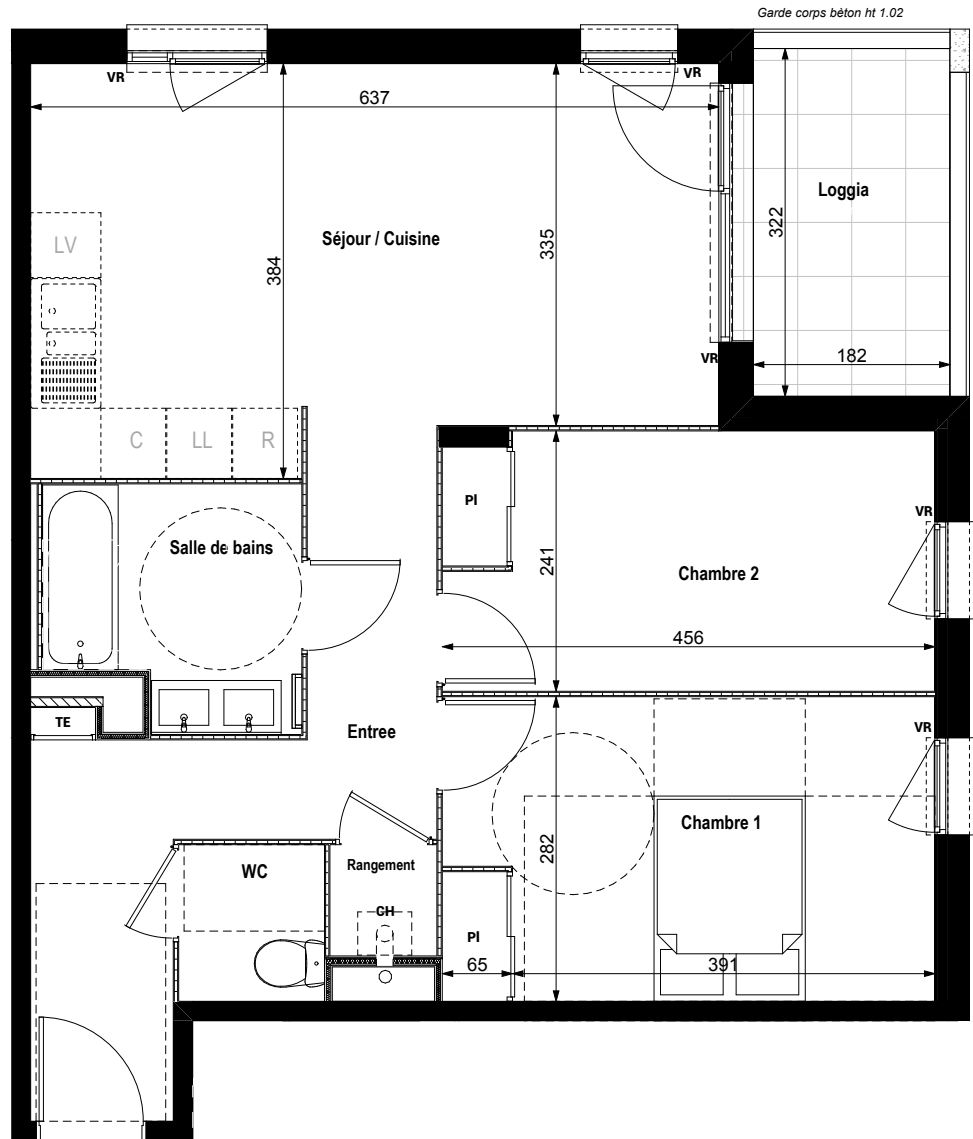 Garde corps bèton ht 1.02
VR
VR
637
Loggia
LV
Séjour / Cuisine
384
335
322
VR
182
C
LL
R
Pl
VR
Salle de bains
241
Chambre 2
456
TE
Entree
VR
Chambre 1
282
WC
Rangement
CH
Pl
65
391